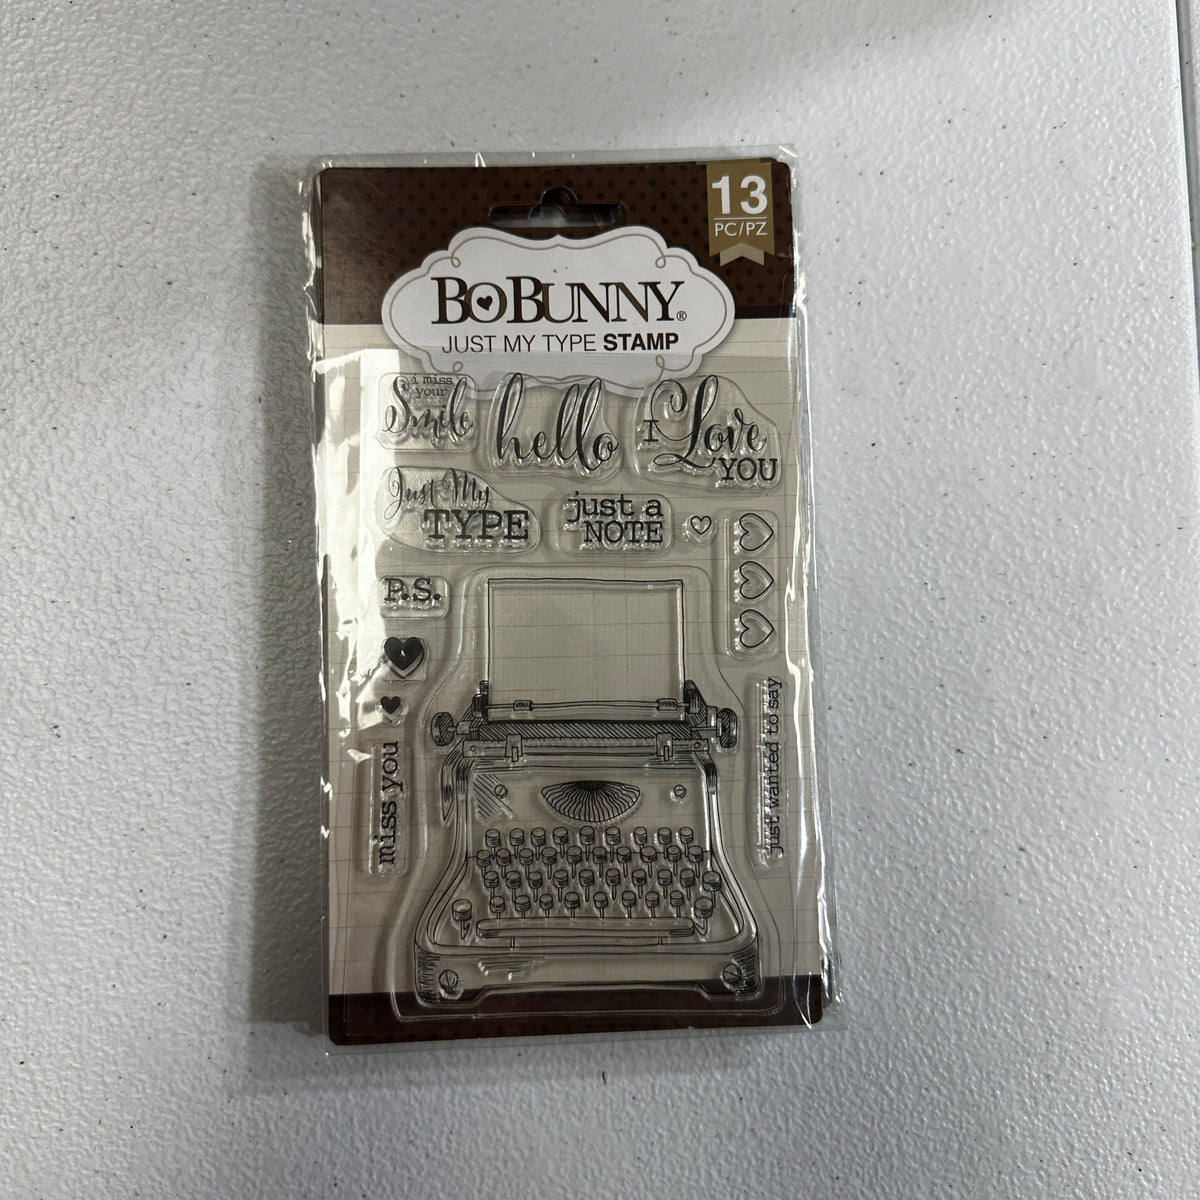 13
PC/PZ
BoBUNNY®
JUST MY TYPE STAMP
i miss
your
Smile
hello
I Love
YOU
Just My
TYPE
just a
NOTE
P.S.
miss you
just wanted to say